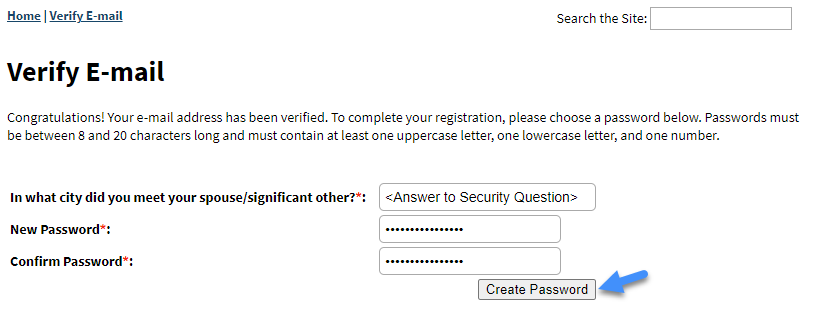 Home | Verify E-mail
Search the Site:
Verify E-mail
Congratulations! Your e-mail address has been verified. To complete your registration, please choose a password below. Passwords must
be between 8 and 20 characters long and must contain at least one uppercase letter, one lowercase letter, and one number.
In what city did you meet your spouse/significant other?*: <Answer to Security Question>
New Password*: ••••••••••••••••
Confirm Password*: ••••••••••••••••
Create Password